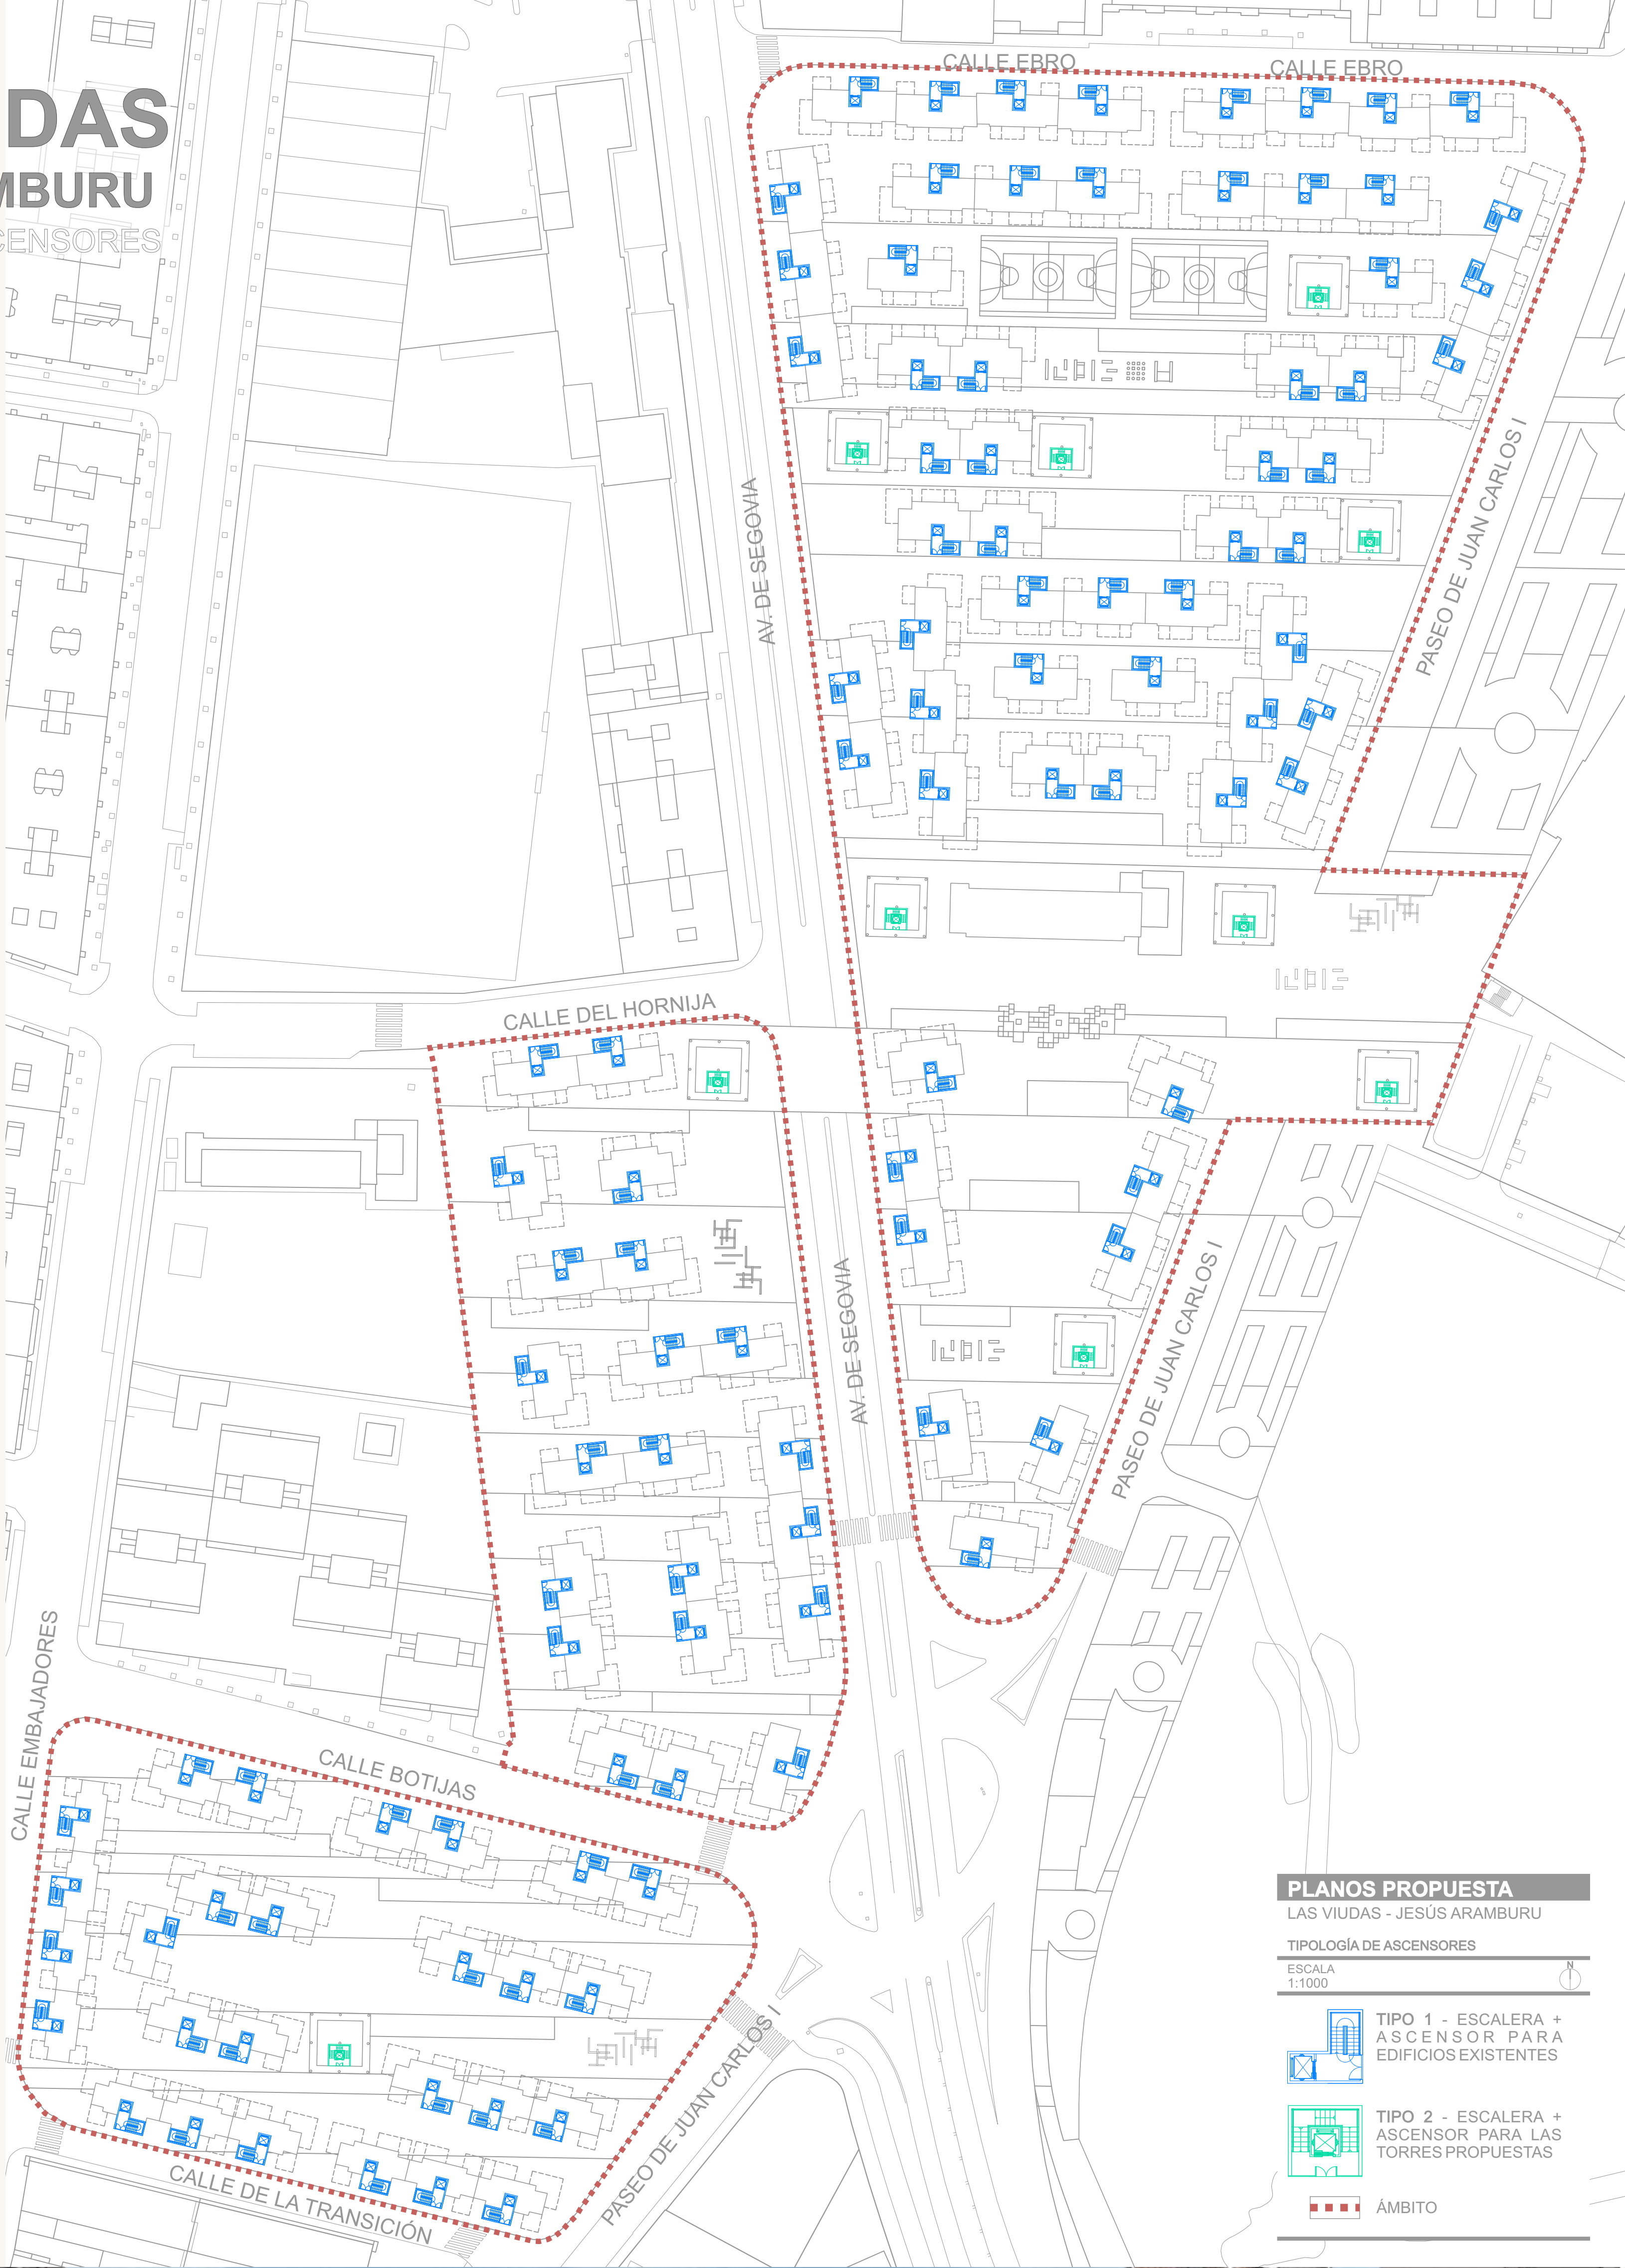 DAS
MBURU
CENSORES
CALLE EBRO
CALLE EBRO
AV. DE SEGOVIA
PASEO DE JUAN CARLOS I
CALLE DEL HORNIJA
AV. DE SEGOVIA
PASEO DE JUAN CARLOS I
CALLE EMBAJADORES
CALLE BOTIJAS
PASEO DE JUAN CARLOS I
CALLE DE LA TRANSICIÓN
PLANOS PROPUESTA
LAS VIUDAS - JESÚS ARAMBURU
TIPOLOGÍA DE ASCENSORES
ESCALA
1:1000
N
TIPO 1 - ESCALERA +
ASCENSOR PARA
EDIFICIOS EXISTENTES
TIPO 2 - ESCALERA +
ASCENSOR PARA LAS
TORRES PROPUESTAS
ÁMBITO